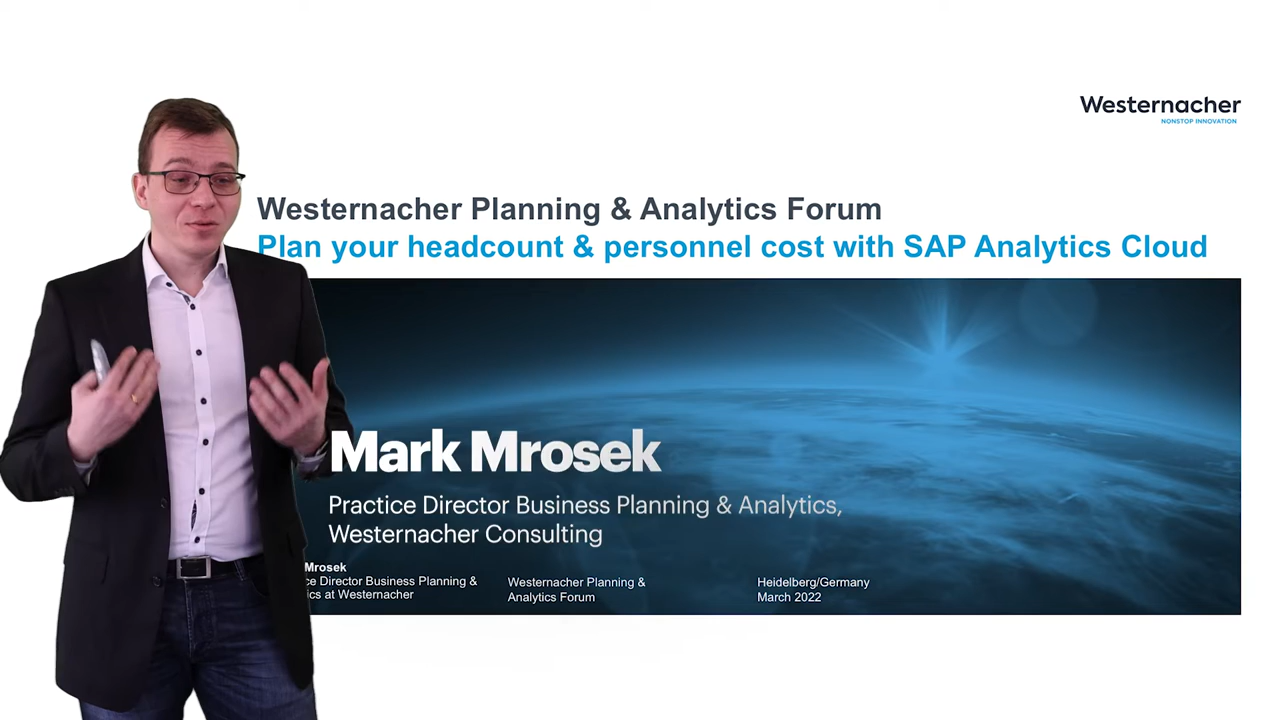 Westernacher
NONSTOP INNOVATION
Westernacher Planning & Analytics Forum
Plan your headcount & personnel cost with SAP Analytics Cloud
Mark Mrosek
Practice Director Business Planning & Analytics,
Westernacher Consulting
Mrosek
Director Business Planning &
at Westernacher
Westernacher Planning &
Analytics Forum
Heidelberg/Germany
March 2022